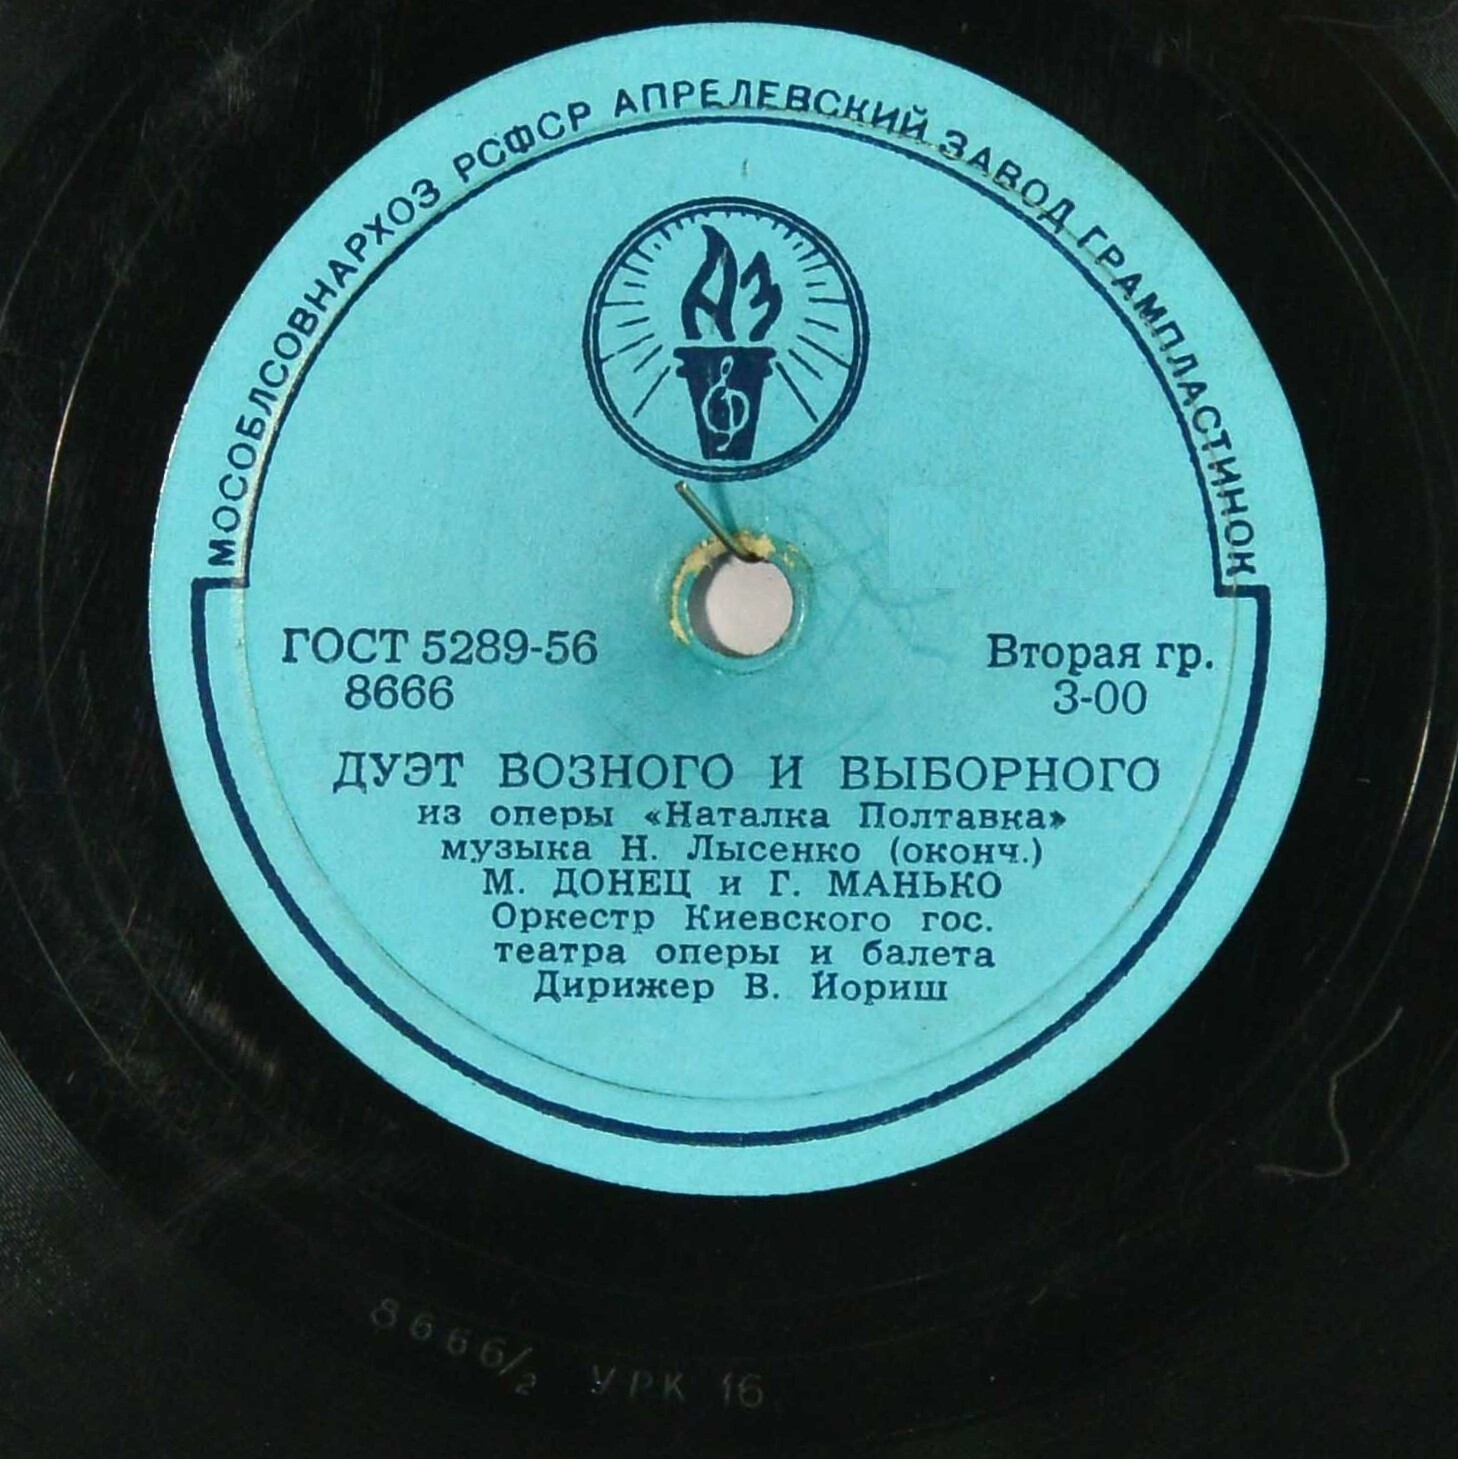 МОСОБЛСОВНАРХОЗ РСФСР АПРЕЛЕВСКИЙ ЗАВОД ГРАМПЛАСТИНОК
АЗ
ГОСТ 5289-56
8666
Вторая гр.
3-00
ДУЭТ ВОЗНОГО И ВЫБОРНОГО
из оперы «Наталка Полтавка»
музыка Н. Лысенко (оконч.)
М. ДОНЕЦ и Г. МАНЬКО
Оркестр Киевского гос.
театра оперы и балета
Дирижер В. Йориш
8666/2 УРК 16